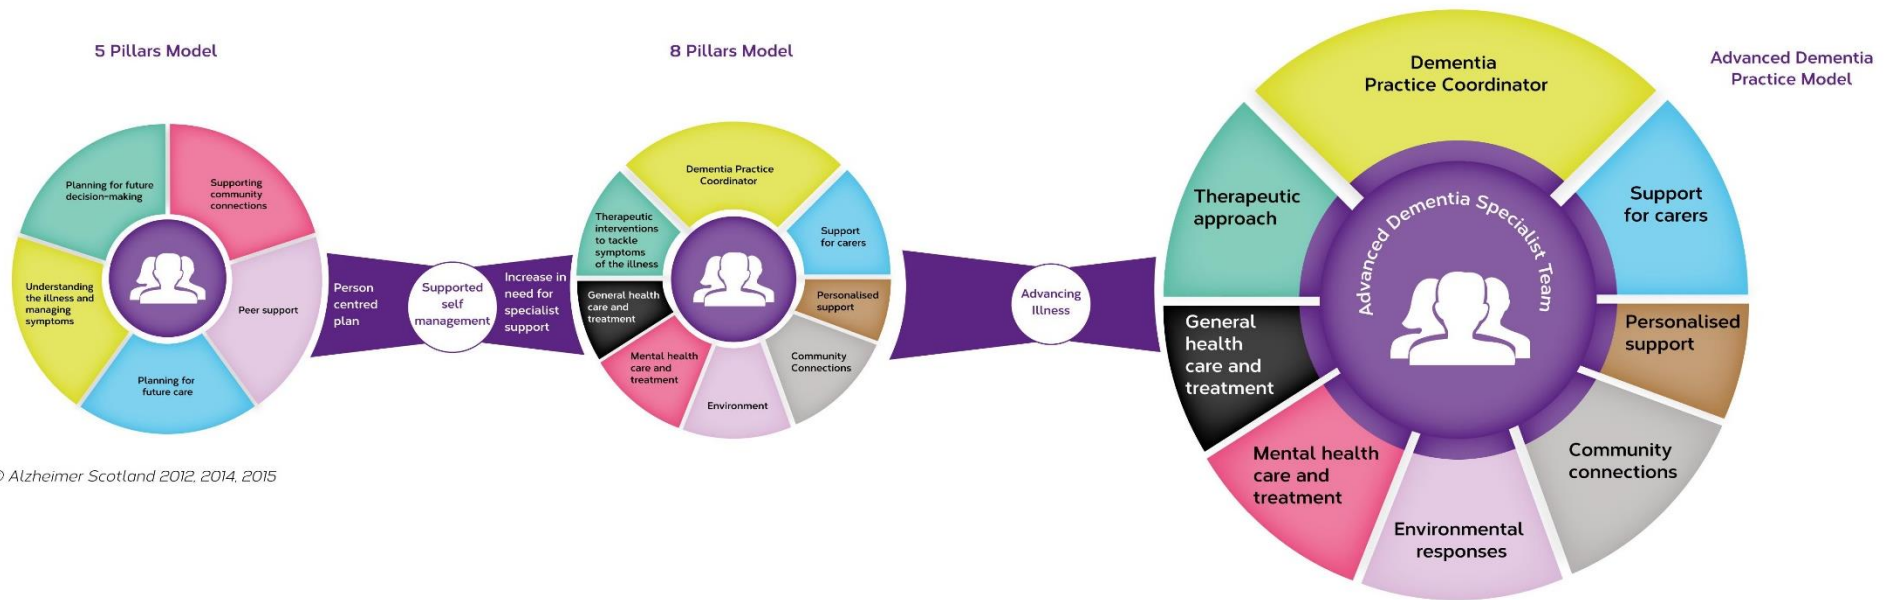 5 Pillars Model
Planning for future
decision-making
Supporting
community
connections
Understanding
the illness and
managing
symptoms
Peer support
Planning for
future care
Person
centred
plan
Supported
self
management
Increase in
need for
specialist
support
8 Pillars Model
Dementia Practice
Coordinator
Therapeutic
interventions
to tackle
symptoms
of the illness
Support
for carers
General health
care and
treatment
Personalised
support
Mental health
care and
treatment
Community
Connections
Environment
Advancing
Illness
Advanced Dementia
Practice Model
Dementia
Practice Coordinator
Therapeutic
approach
Support
for carers
Advanced Dementia Specialist Team
General
health
care and
treatment
Personalised
support
Mental health
care and
treatment
Community
connections
Environmental
responses
© Alzheimer Scotland 2012, 2014, 2015